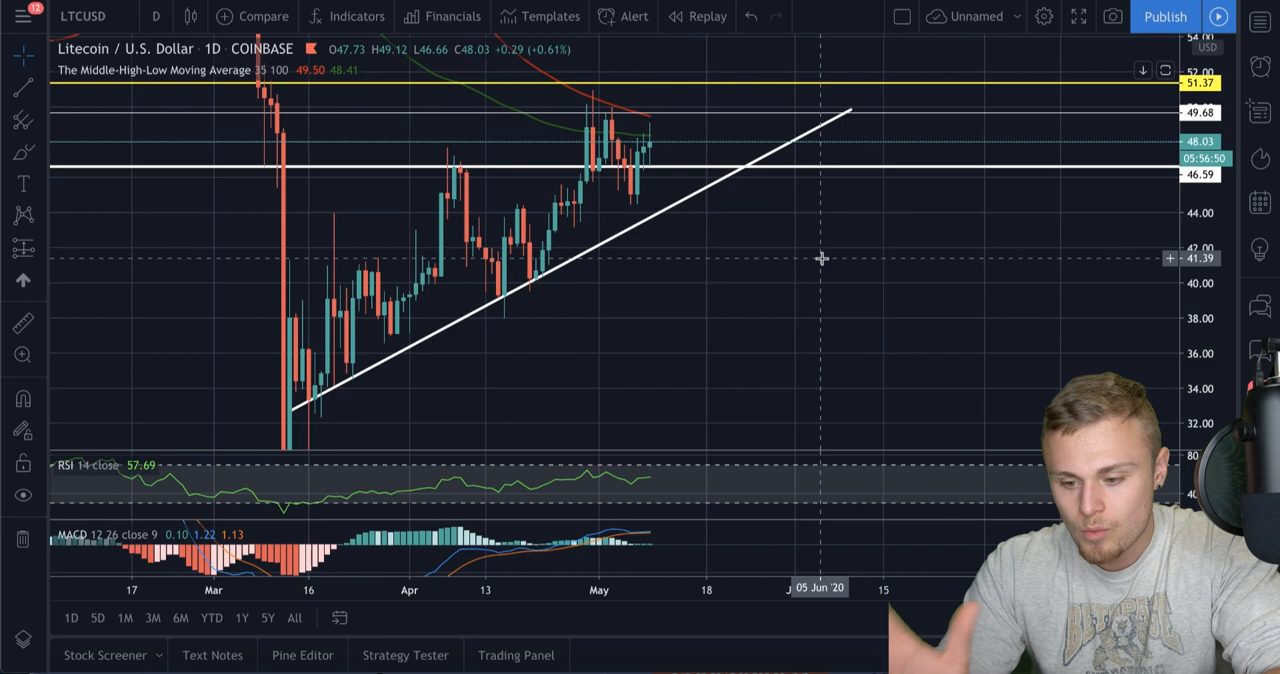 12
LTCUSD D Compare Indicators Financials Templates Alert Replay Unnamed Publish
Litecoin / U.S. Dollar · 1D · COINBASE O47.73 H49.12 L46.66 C48.03 +0.29 (+0.61%)
The Middle-High-Low Moving Average 35 100 49.50 48.41
54.00
USD
52.00
51.37
49.68
48.03
05:56:50
46.59
44.00
42.00
41.39
40.00
38.00
36.00
34.00
32.00
RSI 14 close 57.69
80
40
MACD 12 26 close 9 0.10 1.22 1.13
17 Mar 16 Apr 13 May 18 05 Jun '20 15
1D 5D 1M 3M 6M YTD 1Y 5Y All
Stock Screener Text Notes Pine Editor Strategy Tester Trading Panel